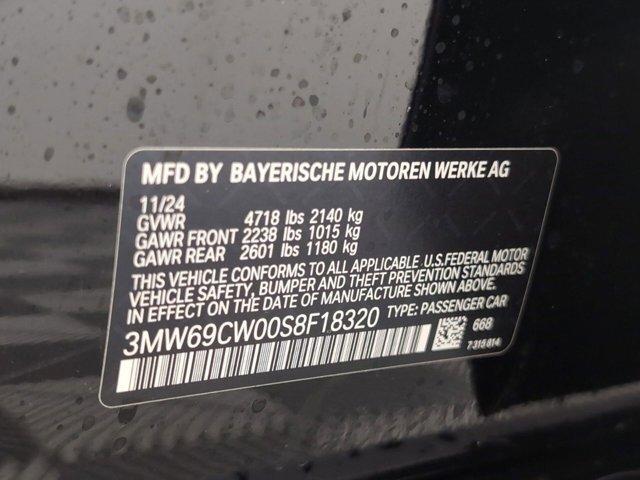 MFD BY BAYERISCHE MOTOREN WERKE AG
11/24
GVWR 4718 lbs 2140 kg
GAWR FRONT 2238 lbs 1015 kg
GAWR REAR 2601 lbs 1180 kg
THIS VEHICLE CONFORMS TO ALL APPLICABLE U.S.FEDERAL MOTOR
VEHICLE SAFETY, BUMPER AND THEFT PREVENTION STANDARDS
IN EFFECT ON THE DATE OF MANUFACTURE SHOWN ABOVE.
3MW69CW00S8F18320 TYPE: PASSENGER CAR
668
7 315 814